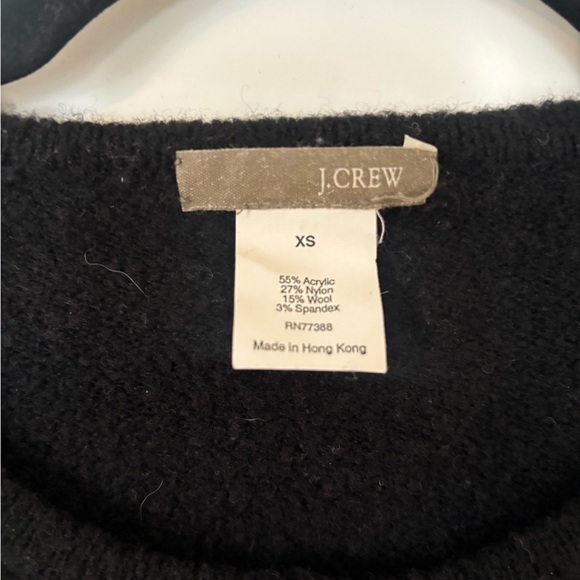 J.CREW
XS
55% Acrylic
27% Nylon
15% Wool
3% Spandex
RN77388
Made in Hong Kong